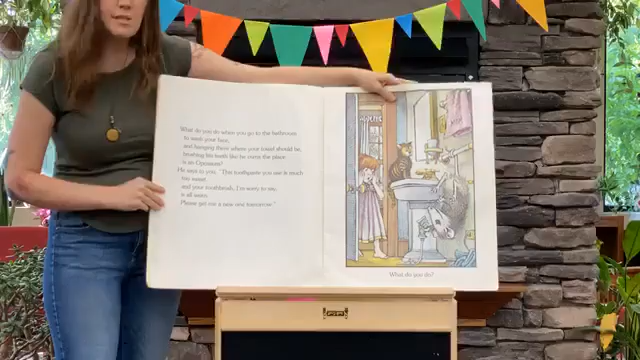 What do you do when you go to the bathroom
to wash your face,
and hanging there where your towel should be,
brushing his teeth like he owns the place
is an Opossum?
He says to you, "This toothpaste you use is much
too sweet
and your toothbrush, I'm sorry to say,
is all worn.
Please get me a new one tomorrow."
What do you do?